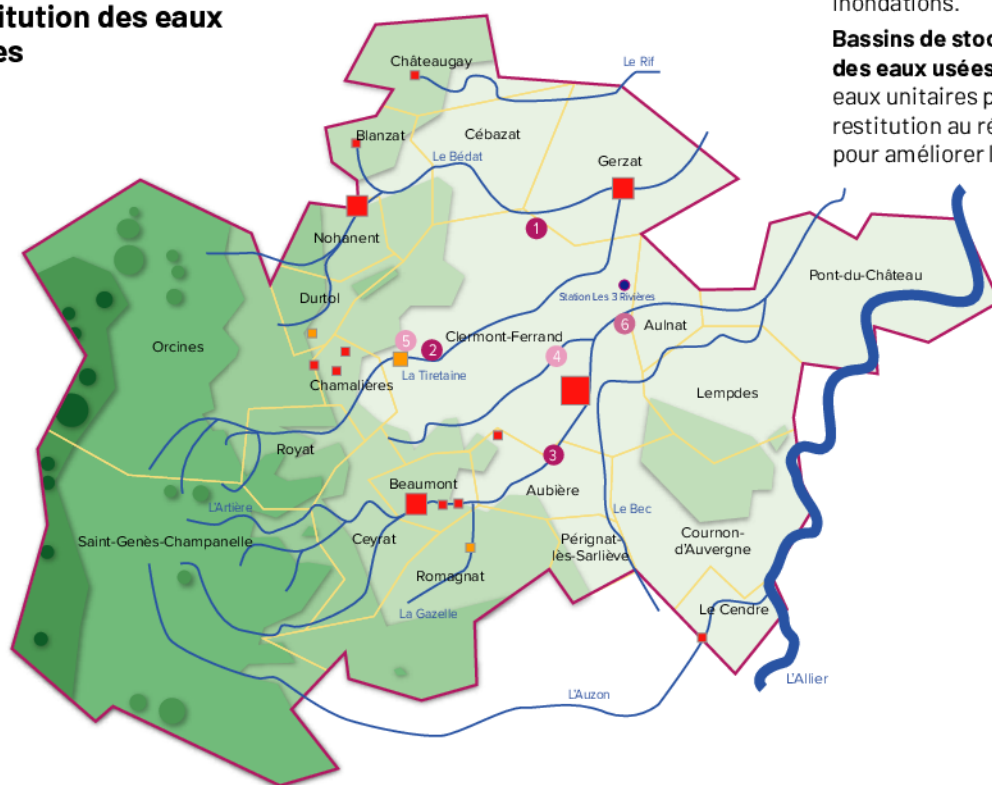 itution des eaux
es
inondations.
Bassins de stoc
des eaux usées
eaux unitaires p
restitution au ré
pour améliorer l
Châteaugay
Le Rif
Blanzat
Cébazat
Le Bédat
Gerzat
1
Nohanent
Pont-du-Château
Durtol
Station Les 3 Rivières
Orcines
5
2
Clermont-Ferrand
4
6
Aulnat
La Tiretaine
Chamalières
Lempdes
Royat
3
Beaumont
Aubière
L'Artière
Le Bec
Saint-Genès-Champanelle
Ceyrat
Pérignat-
lès-Sarliève
Cournon-
d'Auvergne
Romagnat
La Gazelle
Le Cendre
L'Auzon
L'Allier